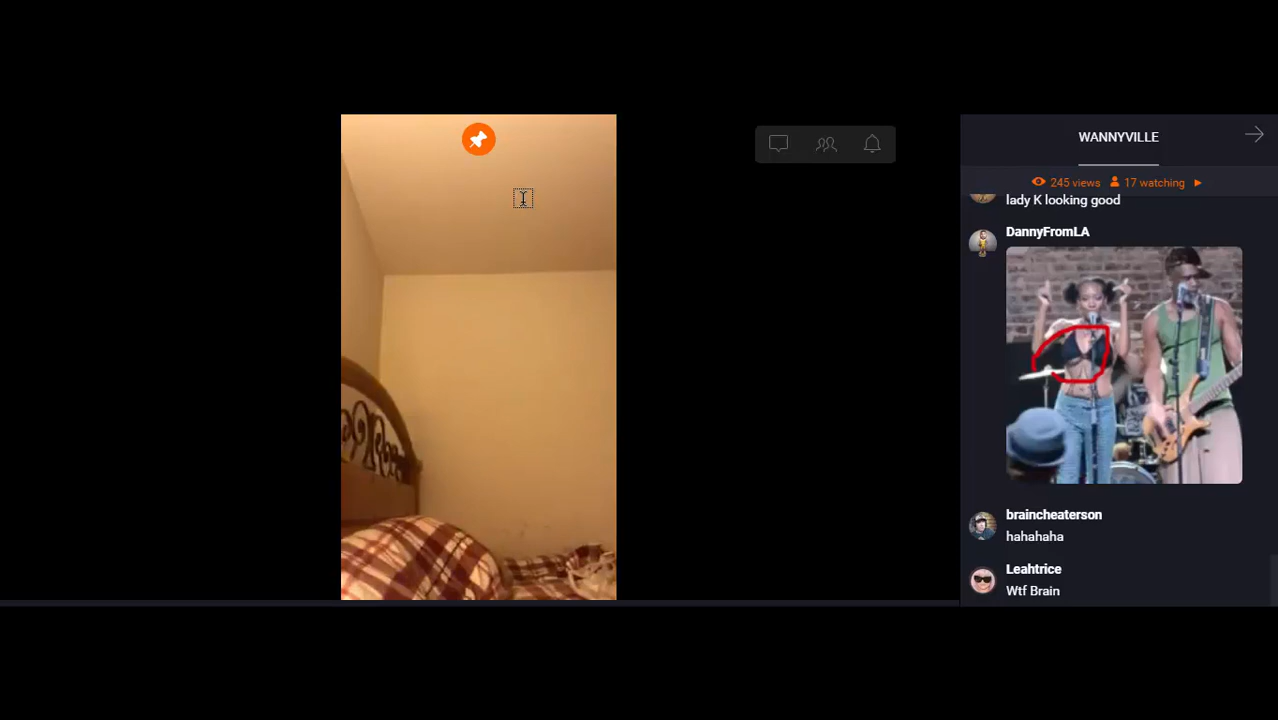 WANNYVILLE
245 views 17 watching
lady K looking good
DannyFromLA
braincheaterson
hahahaha
Leahtrice
Wtf Brain